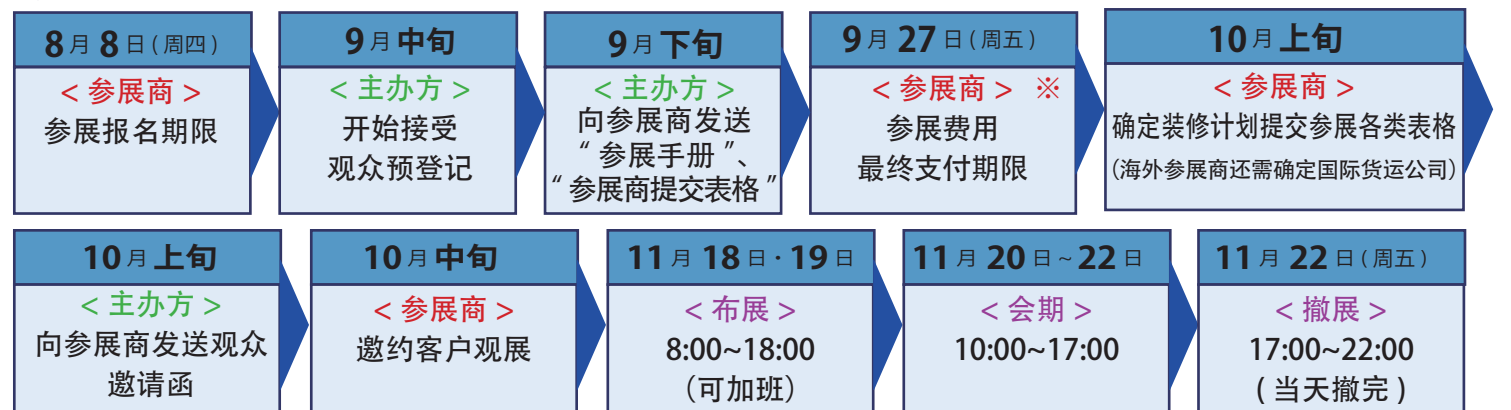 8月8日(周四)
<参展商>
参展报名期限
9月中旬
<主办方>
开始接受
观众预登记
9月下旬
<主办方>
向参展商发送
“参展手册”、
“参展商提交表格”
9月27日(周五)
<参展商> ※
参展费用
最终支付期限
10月上旬
<参展商>
确定装修计划提交参展各类表格
(海外参展商还需确定国际货运公司)
10月上旬
<主办方>
向参展商发送观众
邀请函
10月中旬
<参展商>
邀约客户观展
11月18日·19日
<布展>
8:00~18:00
(可加班)
11月20日~22日
<会期>
10:00~17:00
11月22日(周五)
<撤展>
17:00~22:00
(当天撤完)